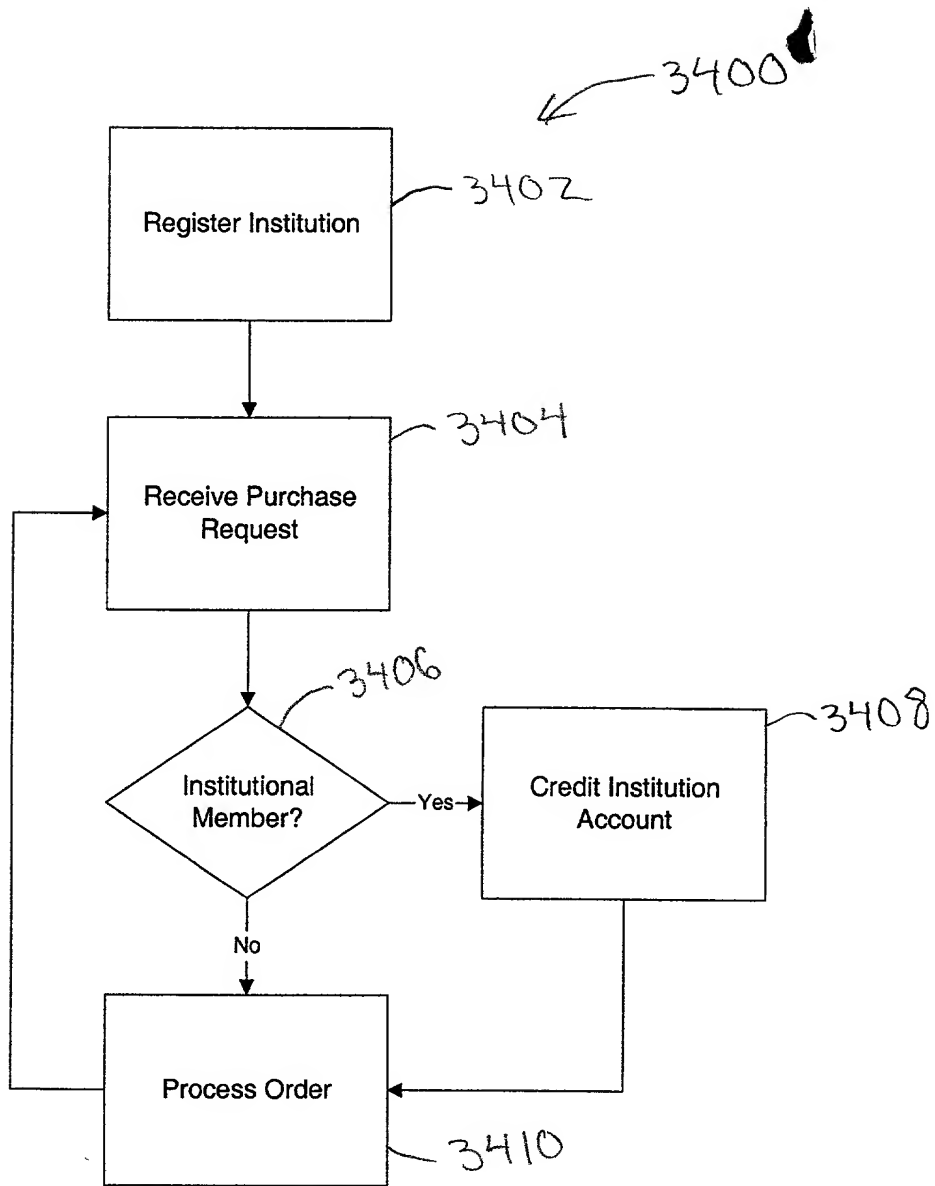 3400
Register Institution
3402
Receive Purchase
Request
3404
Institutional
Member?
3406
Yes
Credit Institution
Account
3408
No
Process Order
3410